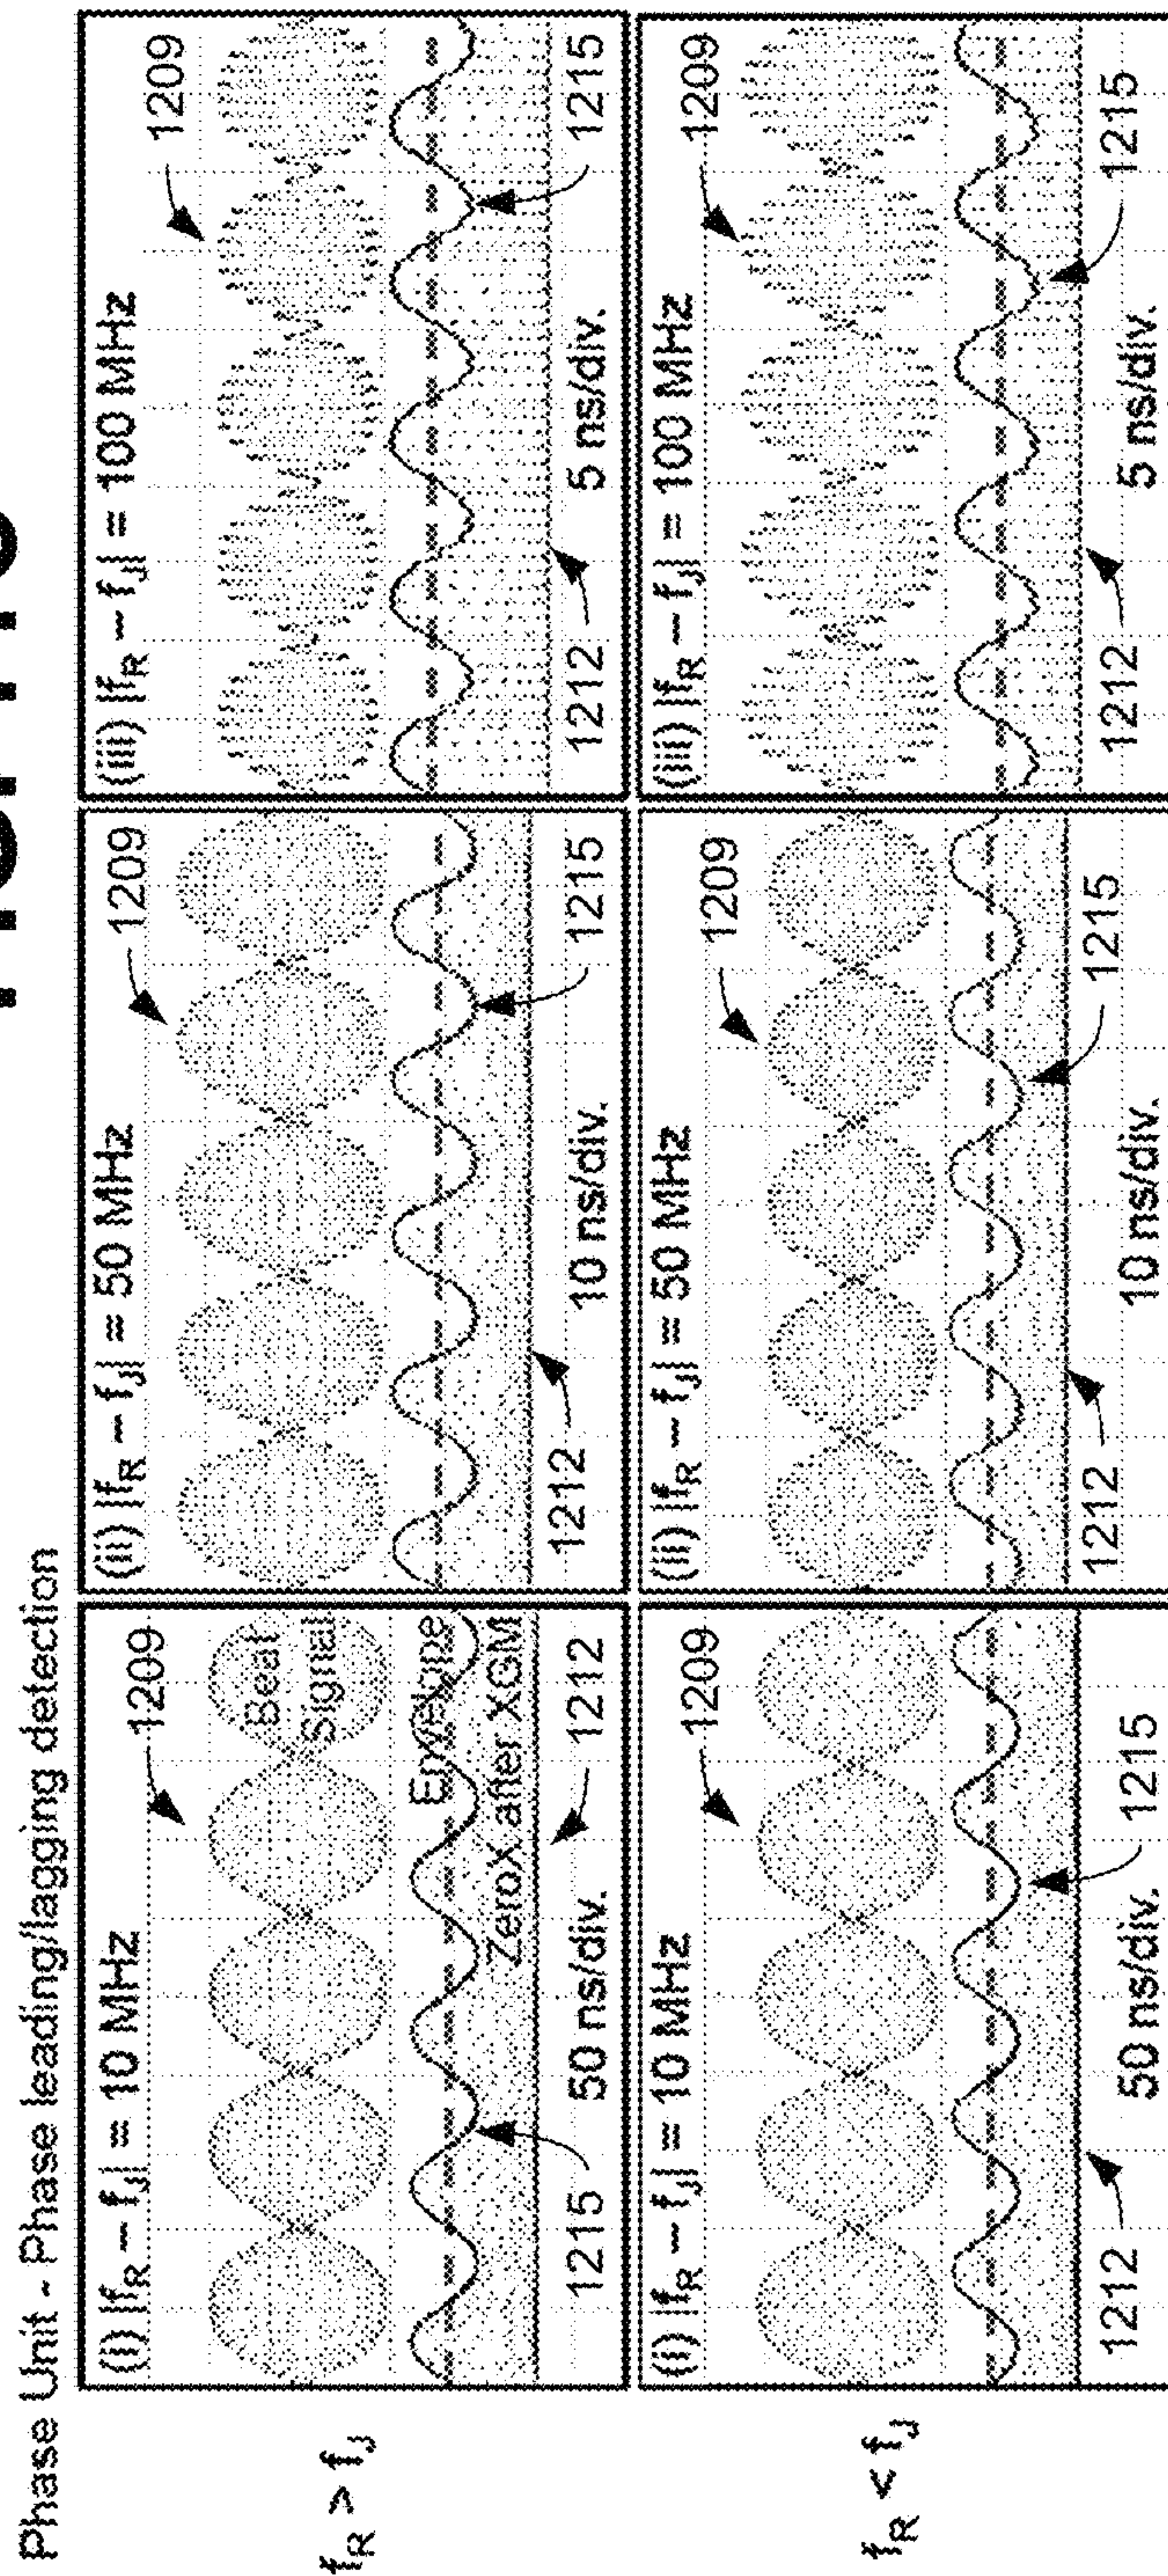 Phase Unit - Phase leading/lagging detection
f_R > f_J
(i) |f_R − f_J| = 10 MHz
1209
Beat
Signal
Envelope
ZeroX after XGM
50 ns/div.
1215
1212
(ii) |f_R − f_J| = 50 MHz
1209
10 ns/div.
1212
1215
(iii) |f_R − f_J| = 100 MHz
1209
5 ns/div.
1212
1215
f_R < f_J
(i) |f_R − f_J| = 10 MHz
1209
50 ns/div.
1212
1215
(ii) |f_R − f_J| = 50 MHz
1209
10 ns/div.
1212
1215
(iii) |f_R − f_J| = 100 MHz
1209
5 ns/div.
1212
1215